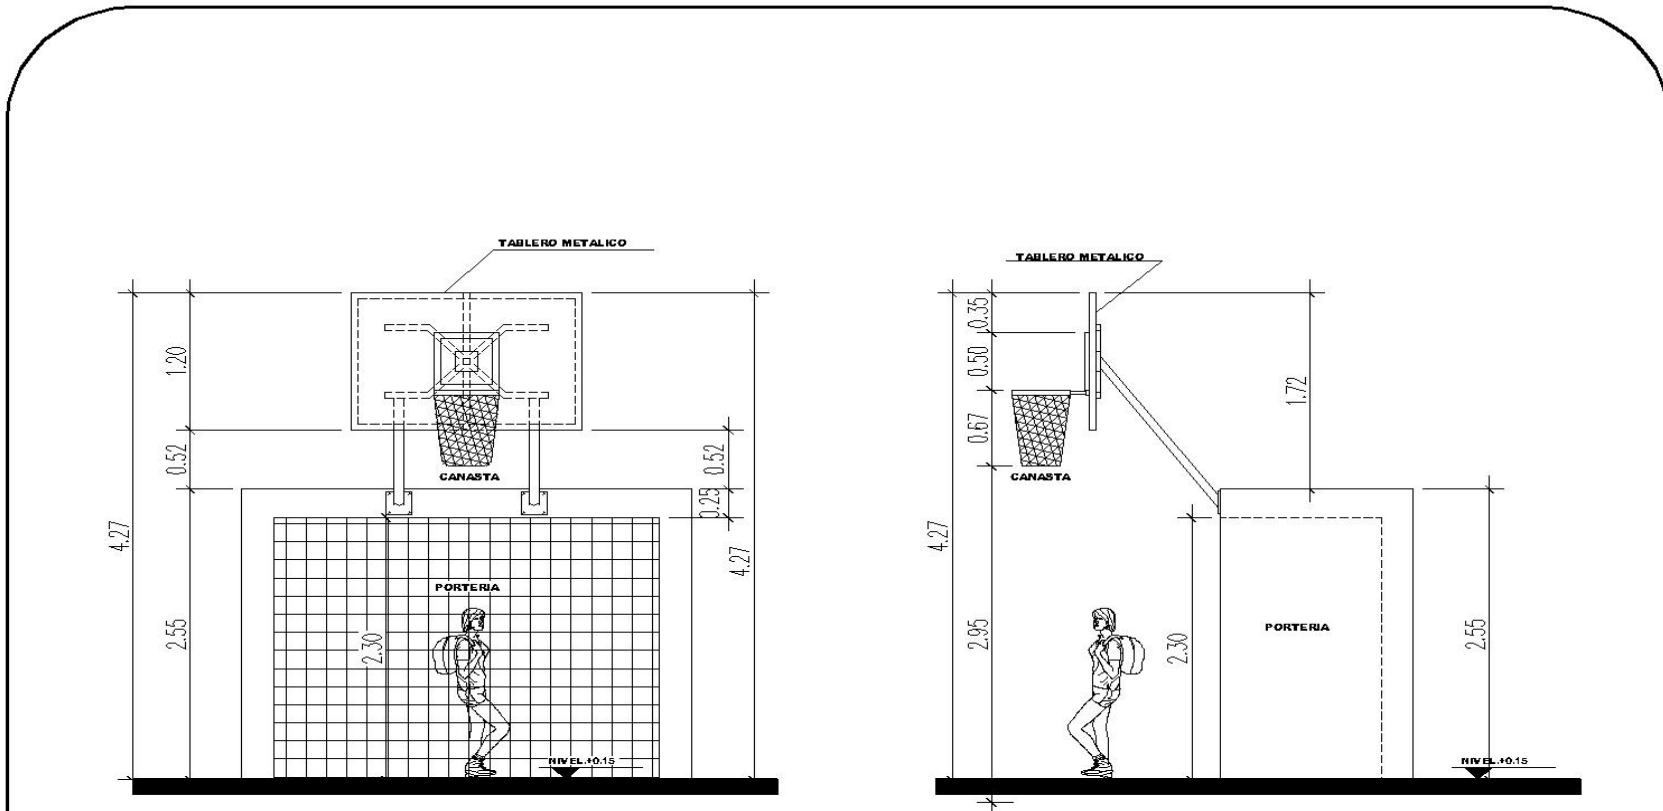 TABLERO METALICO
1.20
0.52
2.55
4.27
CANASTA
0.52
0.25
4.27
PORTERIA
2.30
NIVEL.+0.15
TABLERO METALICO
0.35
0.50
0.67
1.72
CANASTA
4.27
2.95
2.30
PORTERIA
2.55
NIVEL.+0.15